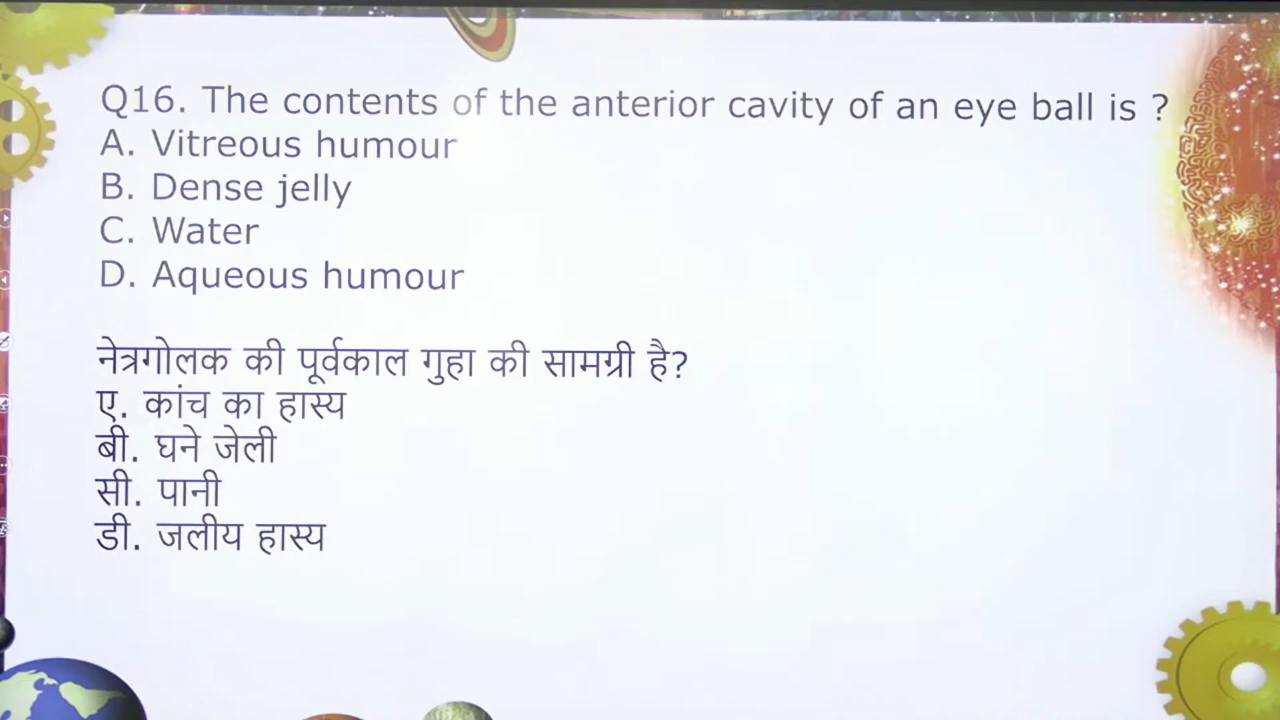 Q16. The contents of the anterior cavity of an eye ball is ?
A. Vitreous humour
B. Dense jelly
C. Water
D. Aqueous humour
नेत्रगोलक की पूर्वकाल गुहा की सामग्री है?
ए. कांच का हास्य
बी. घने जेली
सी. पानी
डी. जलीय हास्य